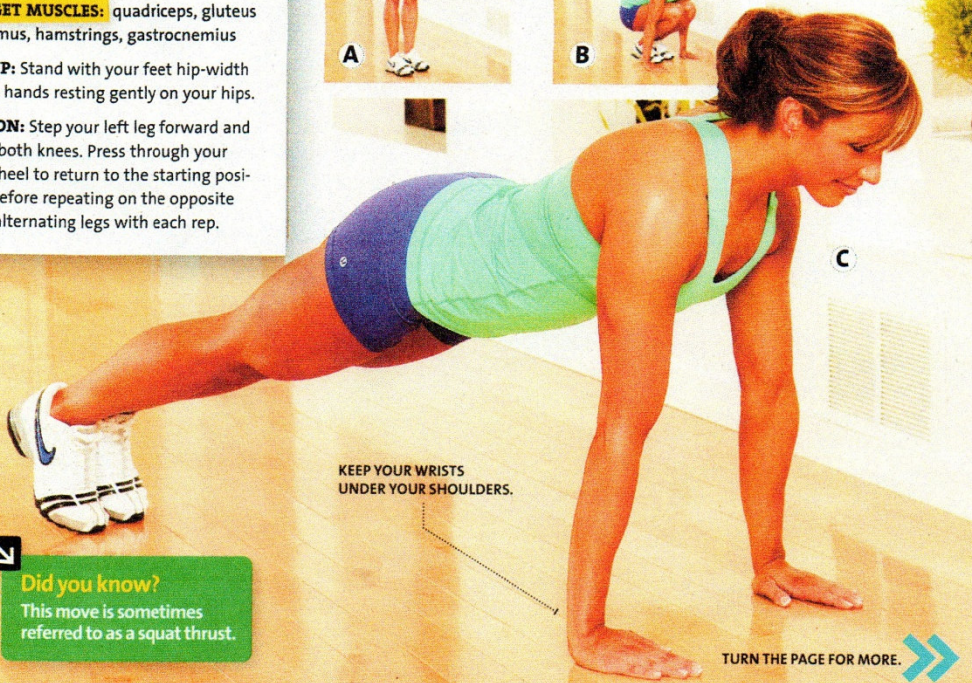 GET MUSCLES: quadriceps, gluteus
mus, hamstrings, gastrocnemius
P: Stand with your feet hip-width
hands resting gently on your hips.
ON: Step your left leg forward and
both knees. Press through your
heel to return to the starting posi-
efore repeating on the opposite
lternating legs with each rep.
A
B
C
KEEP YOUR WRISTS
UNDER YOUR SHOULDERS.
Did you know?
This move is sometimes
referred to as a squat thrust.
TURN THE PAGE FOR MORE.